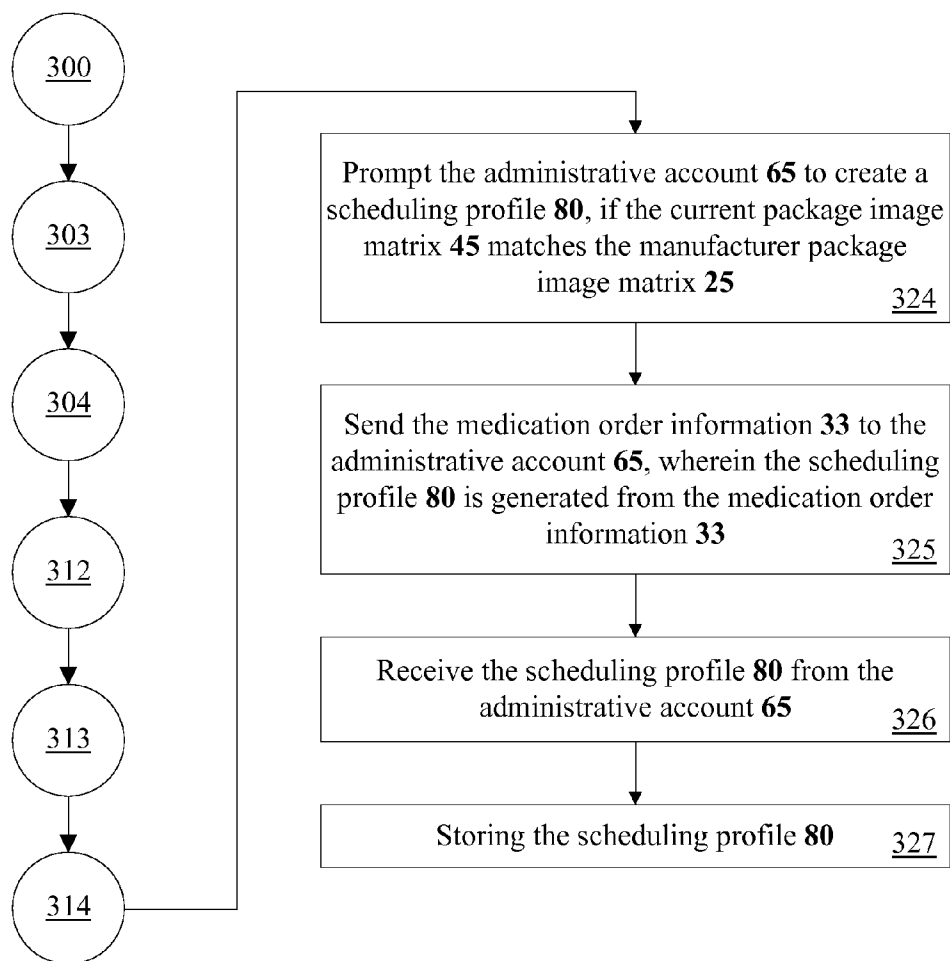 300
303
304
312
313
314
Prompt the administrative account 65 to create a
scheduling profile 80, if the current package image
matrix 45 matches the manufacturer package
image matrix 25
324
Send the medication order information 33 to the
administrative account 65, wherein the scheduling
profile 80 is generated from the medication order
information 33
325
Receive the scheduling profile 80 from the
administrative account 65
326
Storing the scheduling profile 80
327